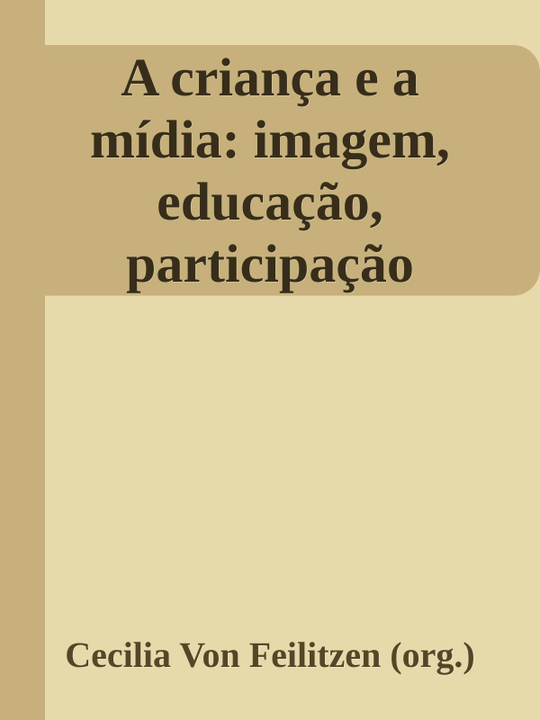 A criança e a
mídia: imagem,
educação,
participação
Cecilia Von Feilitzen (org.)